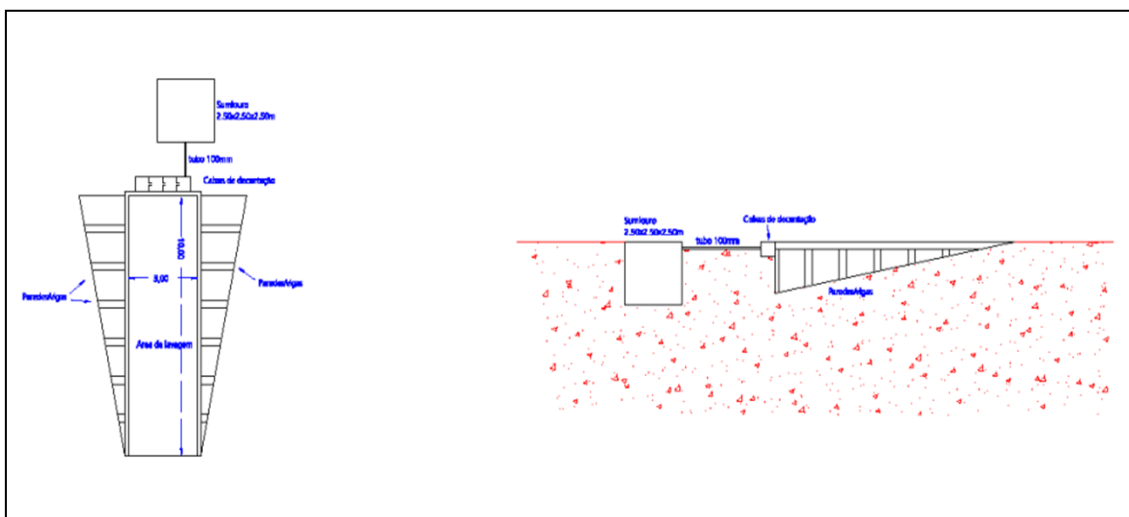 Sumidouro
2.50x2.50x2.50m
tubo 100mm
Caixas de decantação
10,00
5,00
Paredes/vigas
Paredes/vigas
Área de lavagem
Sumidouro
2.50x2.50x2.50m
Caixas de decantação
tubo 100mm
Paredes/vigas